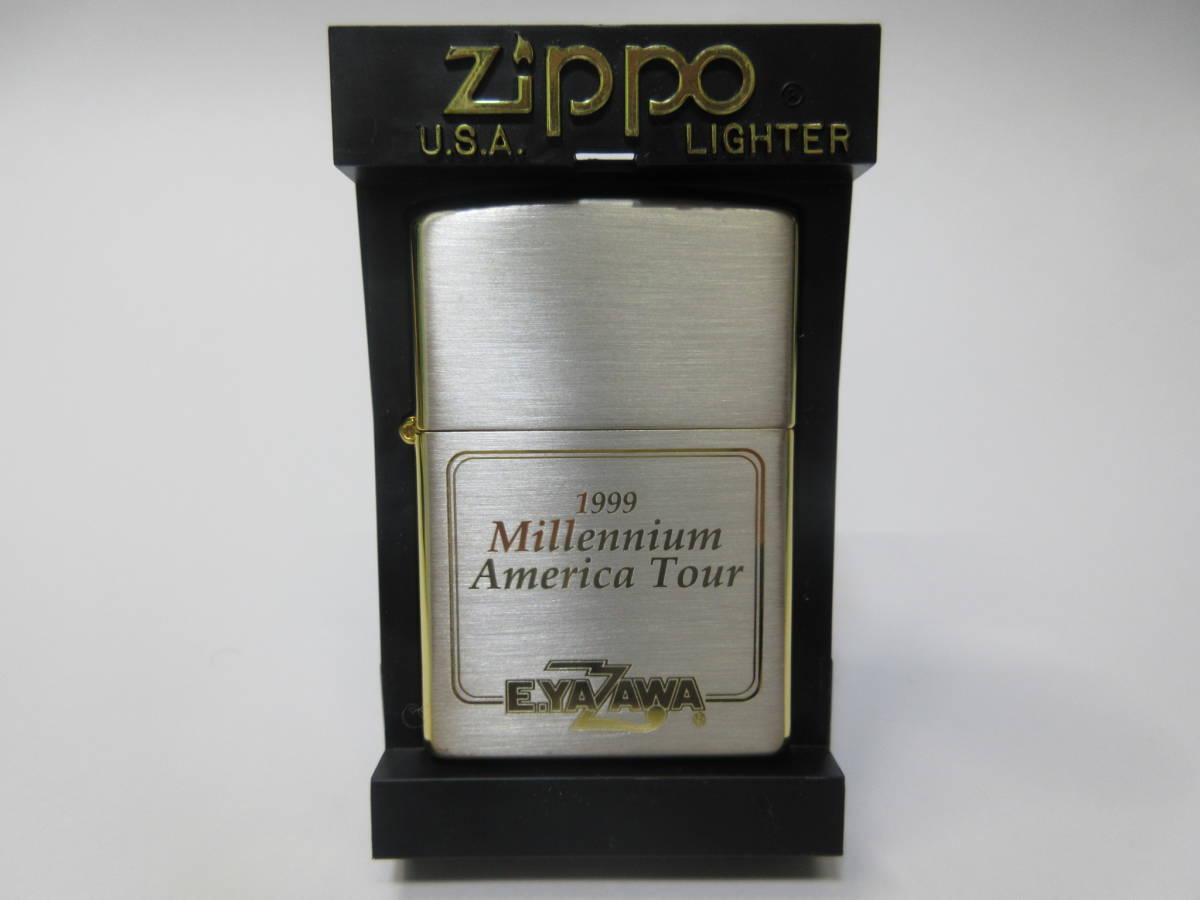 Zippo ®
U.S.A. LIGHTER
1999
Millennium
America Tour
E.YAZAWA ®